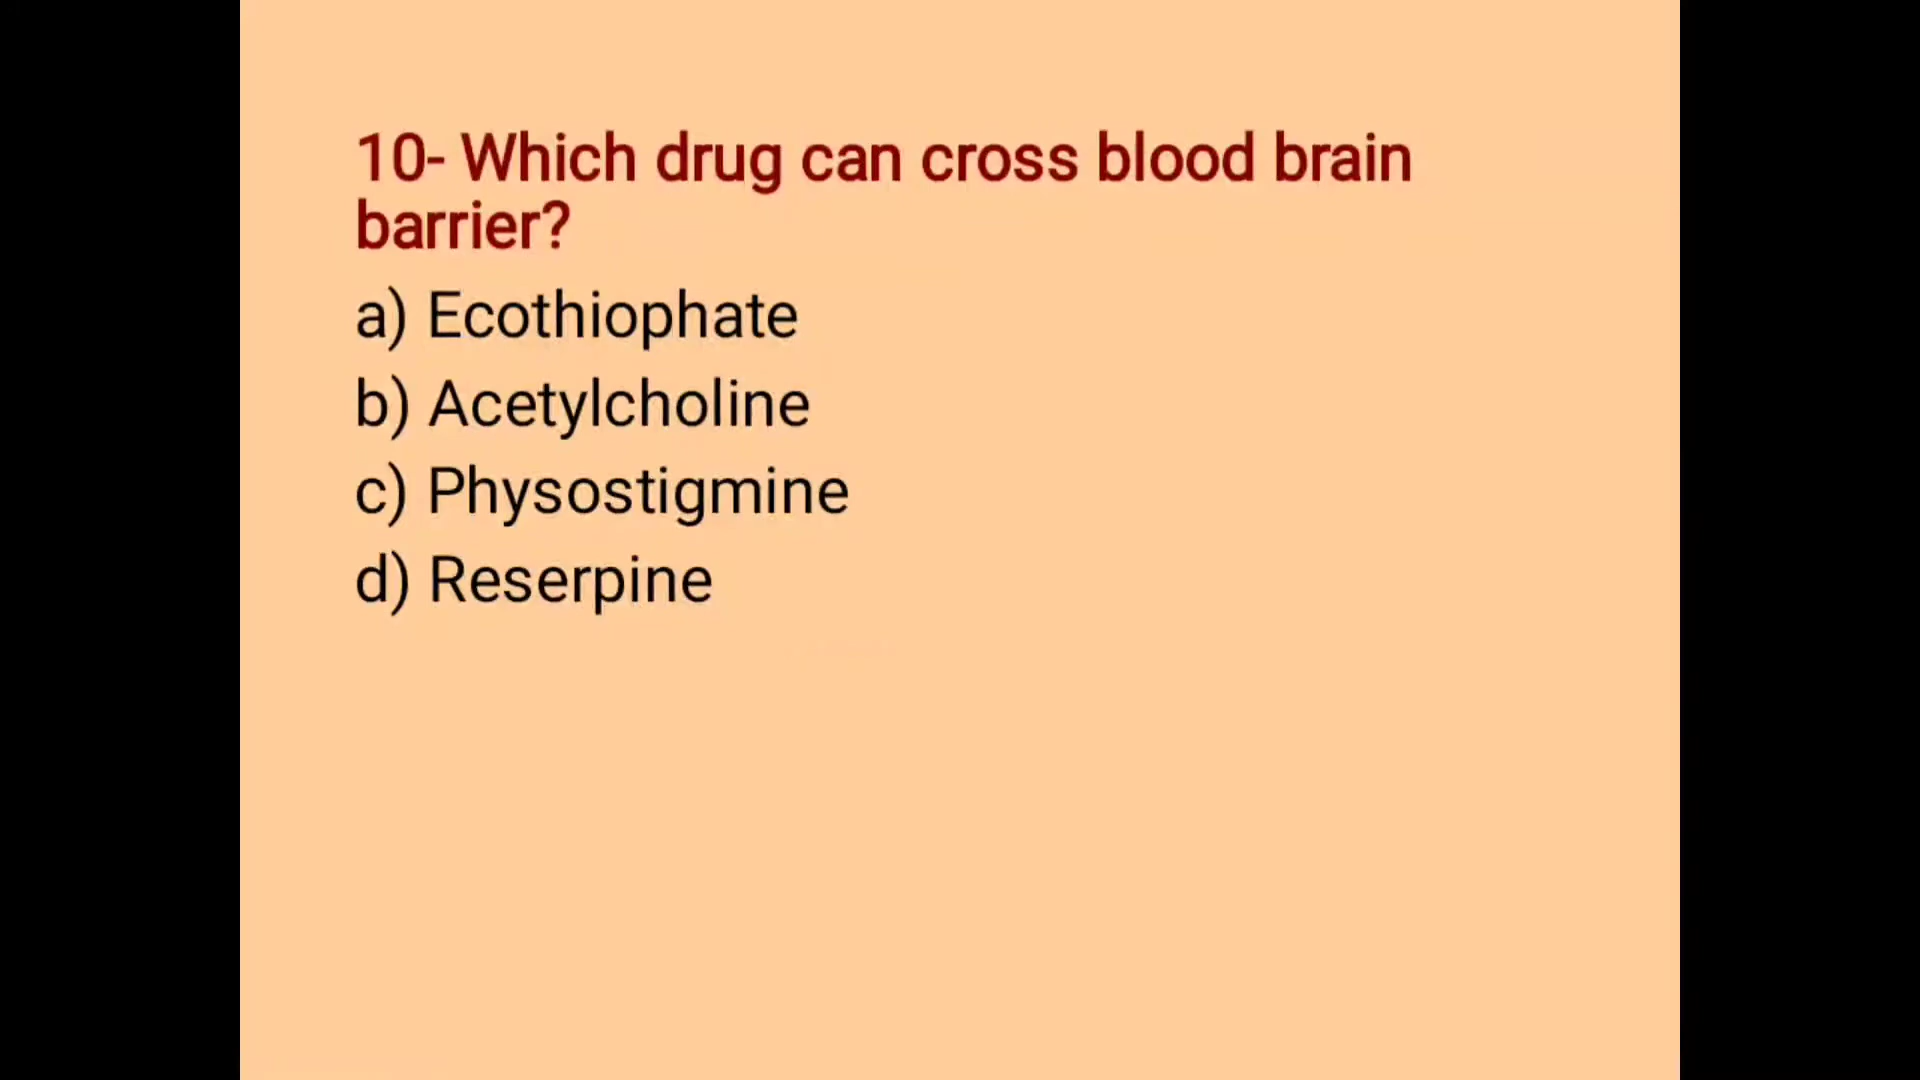 10- Which drug can cross blood brain
barrier?
a) Ecothiophate
b) Acetylcholine
c) Physostigmine
d) Reserpine